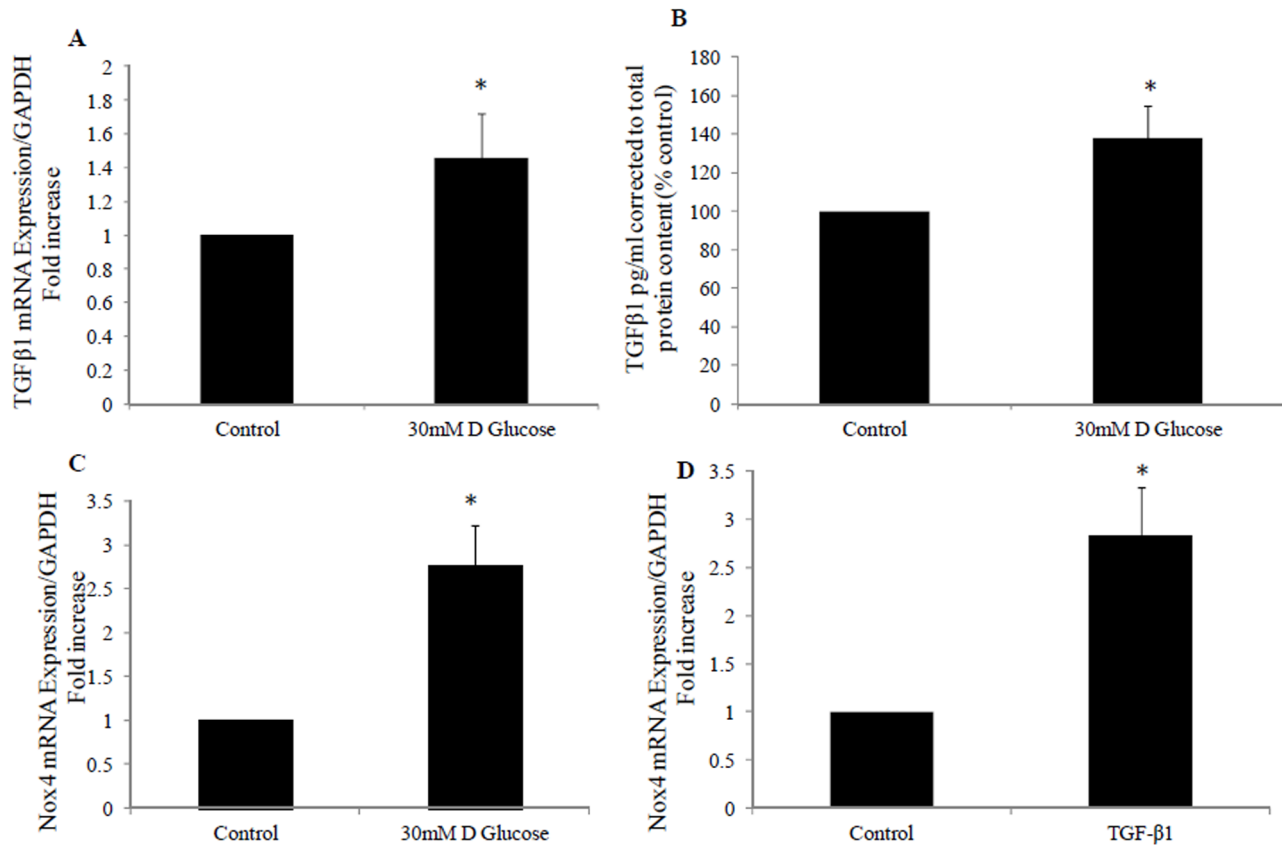 A
TGFβ1 mRNA Expression/GAPDH
Fold increase
2
1.8
1.6
1.4
1.2
1
0.8
0.6
0.4
0.2
0
*
Control
30mM D Glucose
B
TGFβ1 pg/ml corrected to total
protein content (% control)
180
160
140
120
100
80
60
40
20
0
*
Control
30mM D Glucose
C
Nox4 mRNA Expression/GAPDH
Fold increase
3.5
3
2.5
2
1.5
1
0.5
0
*
Control
30mM D Glucose
D
Nox4 mRNA Expression/GAPDH
Fold increase
3.5
3
2.5
2
1.5
1
0.5
0
*
Control
TGF-β1